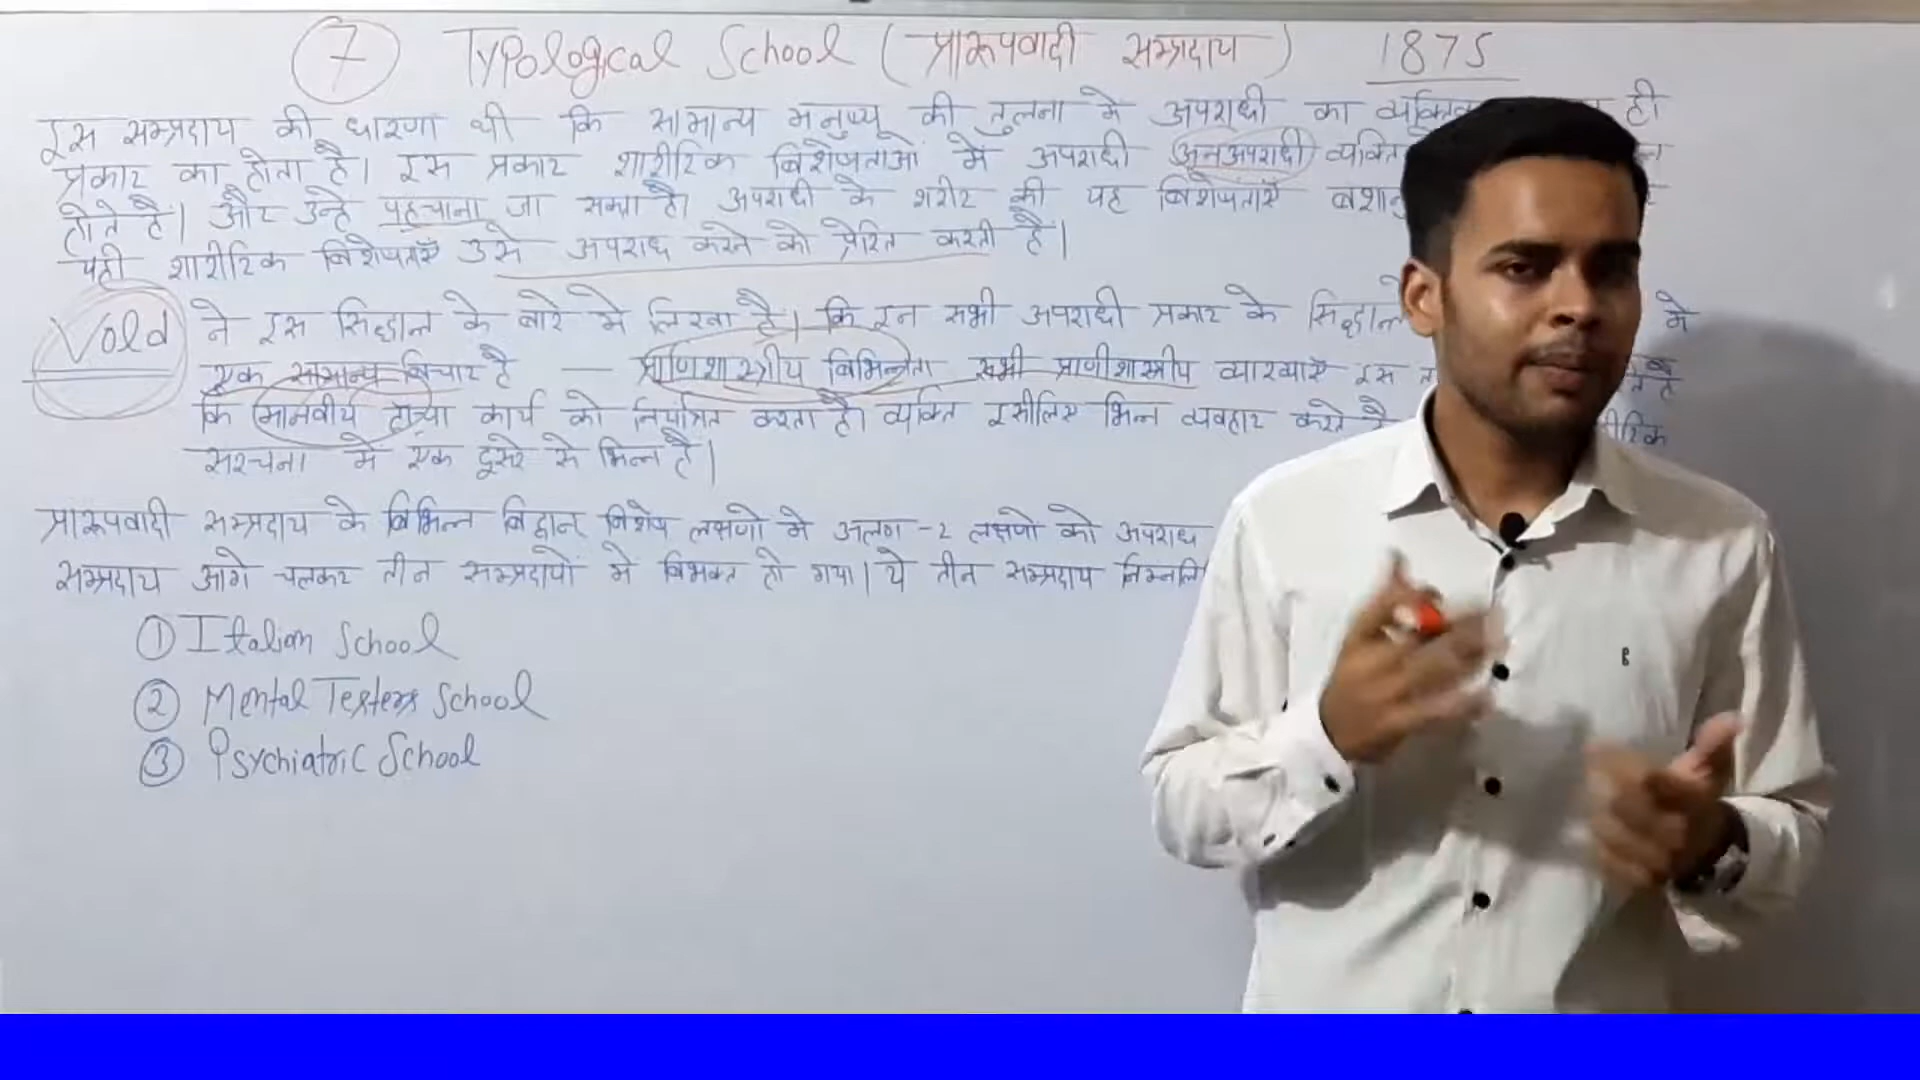 7 Typological School (प्रारूपवादी सम्प्रदाय) 1875
इस सम्प्रदाय की धारणा थी कि सामान्य मनुष्य की तुलना मे अपराधी का ही
प्रकार का होता है। इस प्रकार शारीरिक विशेषताओं में अपराधी अनअपराधी व्यक्ति
होते है। और उन्हे पहचाना जा सक्ता है। अपराधी के शरीर की यह विशेषताएँ
यही शारीरिक विशेषताएँ उसे अपराध करने को प्रेरित करती है।
Vold ने इस सिद्धान्त के बारे मे लिखा है। कि इन सभी अपराधी प्रकार के मे
एक सामान्य विचार है — प्राणिशास्त्रीय विभिन्नता सभी प्राणीशास्त्रीय व्याख्याएँ इस
कि मानवीय ढाँचा कार्य को नियंत्रित करता है। व्यक्ति इसीलिए भिन्न व्यवहार करते
संरचना मे एक दूसरे से भिन्न है।
प्रारूपवादी सम्प्रदाय के विभिन्न विद्वान विशेष लक्षणो मे अलग-2 लक्षणो को अपराध
सम्प्रदाय आगे चलकर तीन सम्प्रदायों मे विभक्त हो गया। ये तीन सम्प्रदाय
① Italian School
② Mental Testers School
③ Psychiatric School